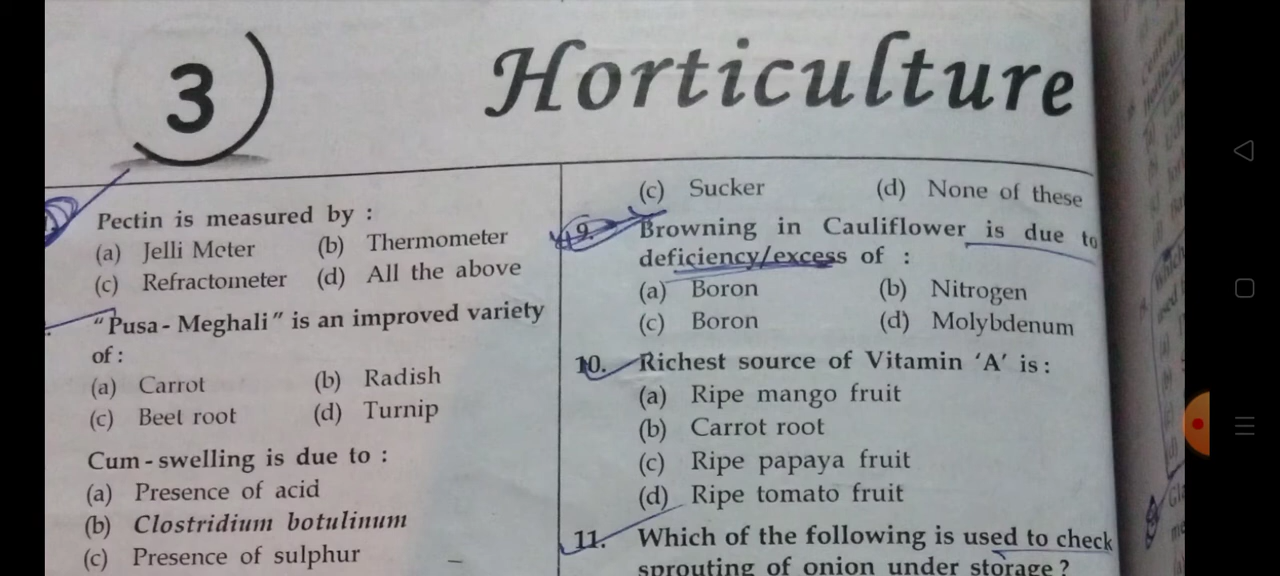 3
Horticulture
Pectin is measured by :
(a) Jelli Meter (b) Thermometer
(c) Refractometer (d) All the above
"Pusa - Meghali" is an improved variety
of :
(a) Carrot (b) Radish
(c) Beet root (d) Turnip
Cum - swelling is due to :
(a) Presence of acid
(b) Clostridium botulinum
(c) Presence of sulphur
(c) Sucker (d) None of these
9. Browning in Cauliflower is due to
deficiency/excess of :
(a) Boron (b) Nitrogen
(c) Boron (d) Molybdenum
10. Richest source of Vitamin 'A' is :
(a) Ripe mango fruit
(b) Carrot root
(c) Ripe papaya fruit
(d) Ripe tomato fruit
11. Which of the following is used to check
sprouting of onion under storage ?